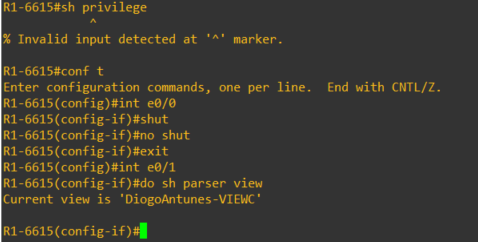 R1-6615#sh privilege
^
% Invalid input detected at '^' marker.
R1-6615#conf t
Enter configuration commands, one per line.  End with CNTL/Z.
R1-6615(config)#int e0/0
R1-6615(config-if)#shut
R1-6615(config-if)#no shut
R1-6615(config-if)#exit
R1-6615(config)#int e0/1
R1-6615(config-if)#do sh parser view
Current view is 'DiogoAntunes-VIEWC'
R1-6615(config-if)#